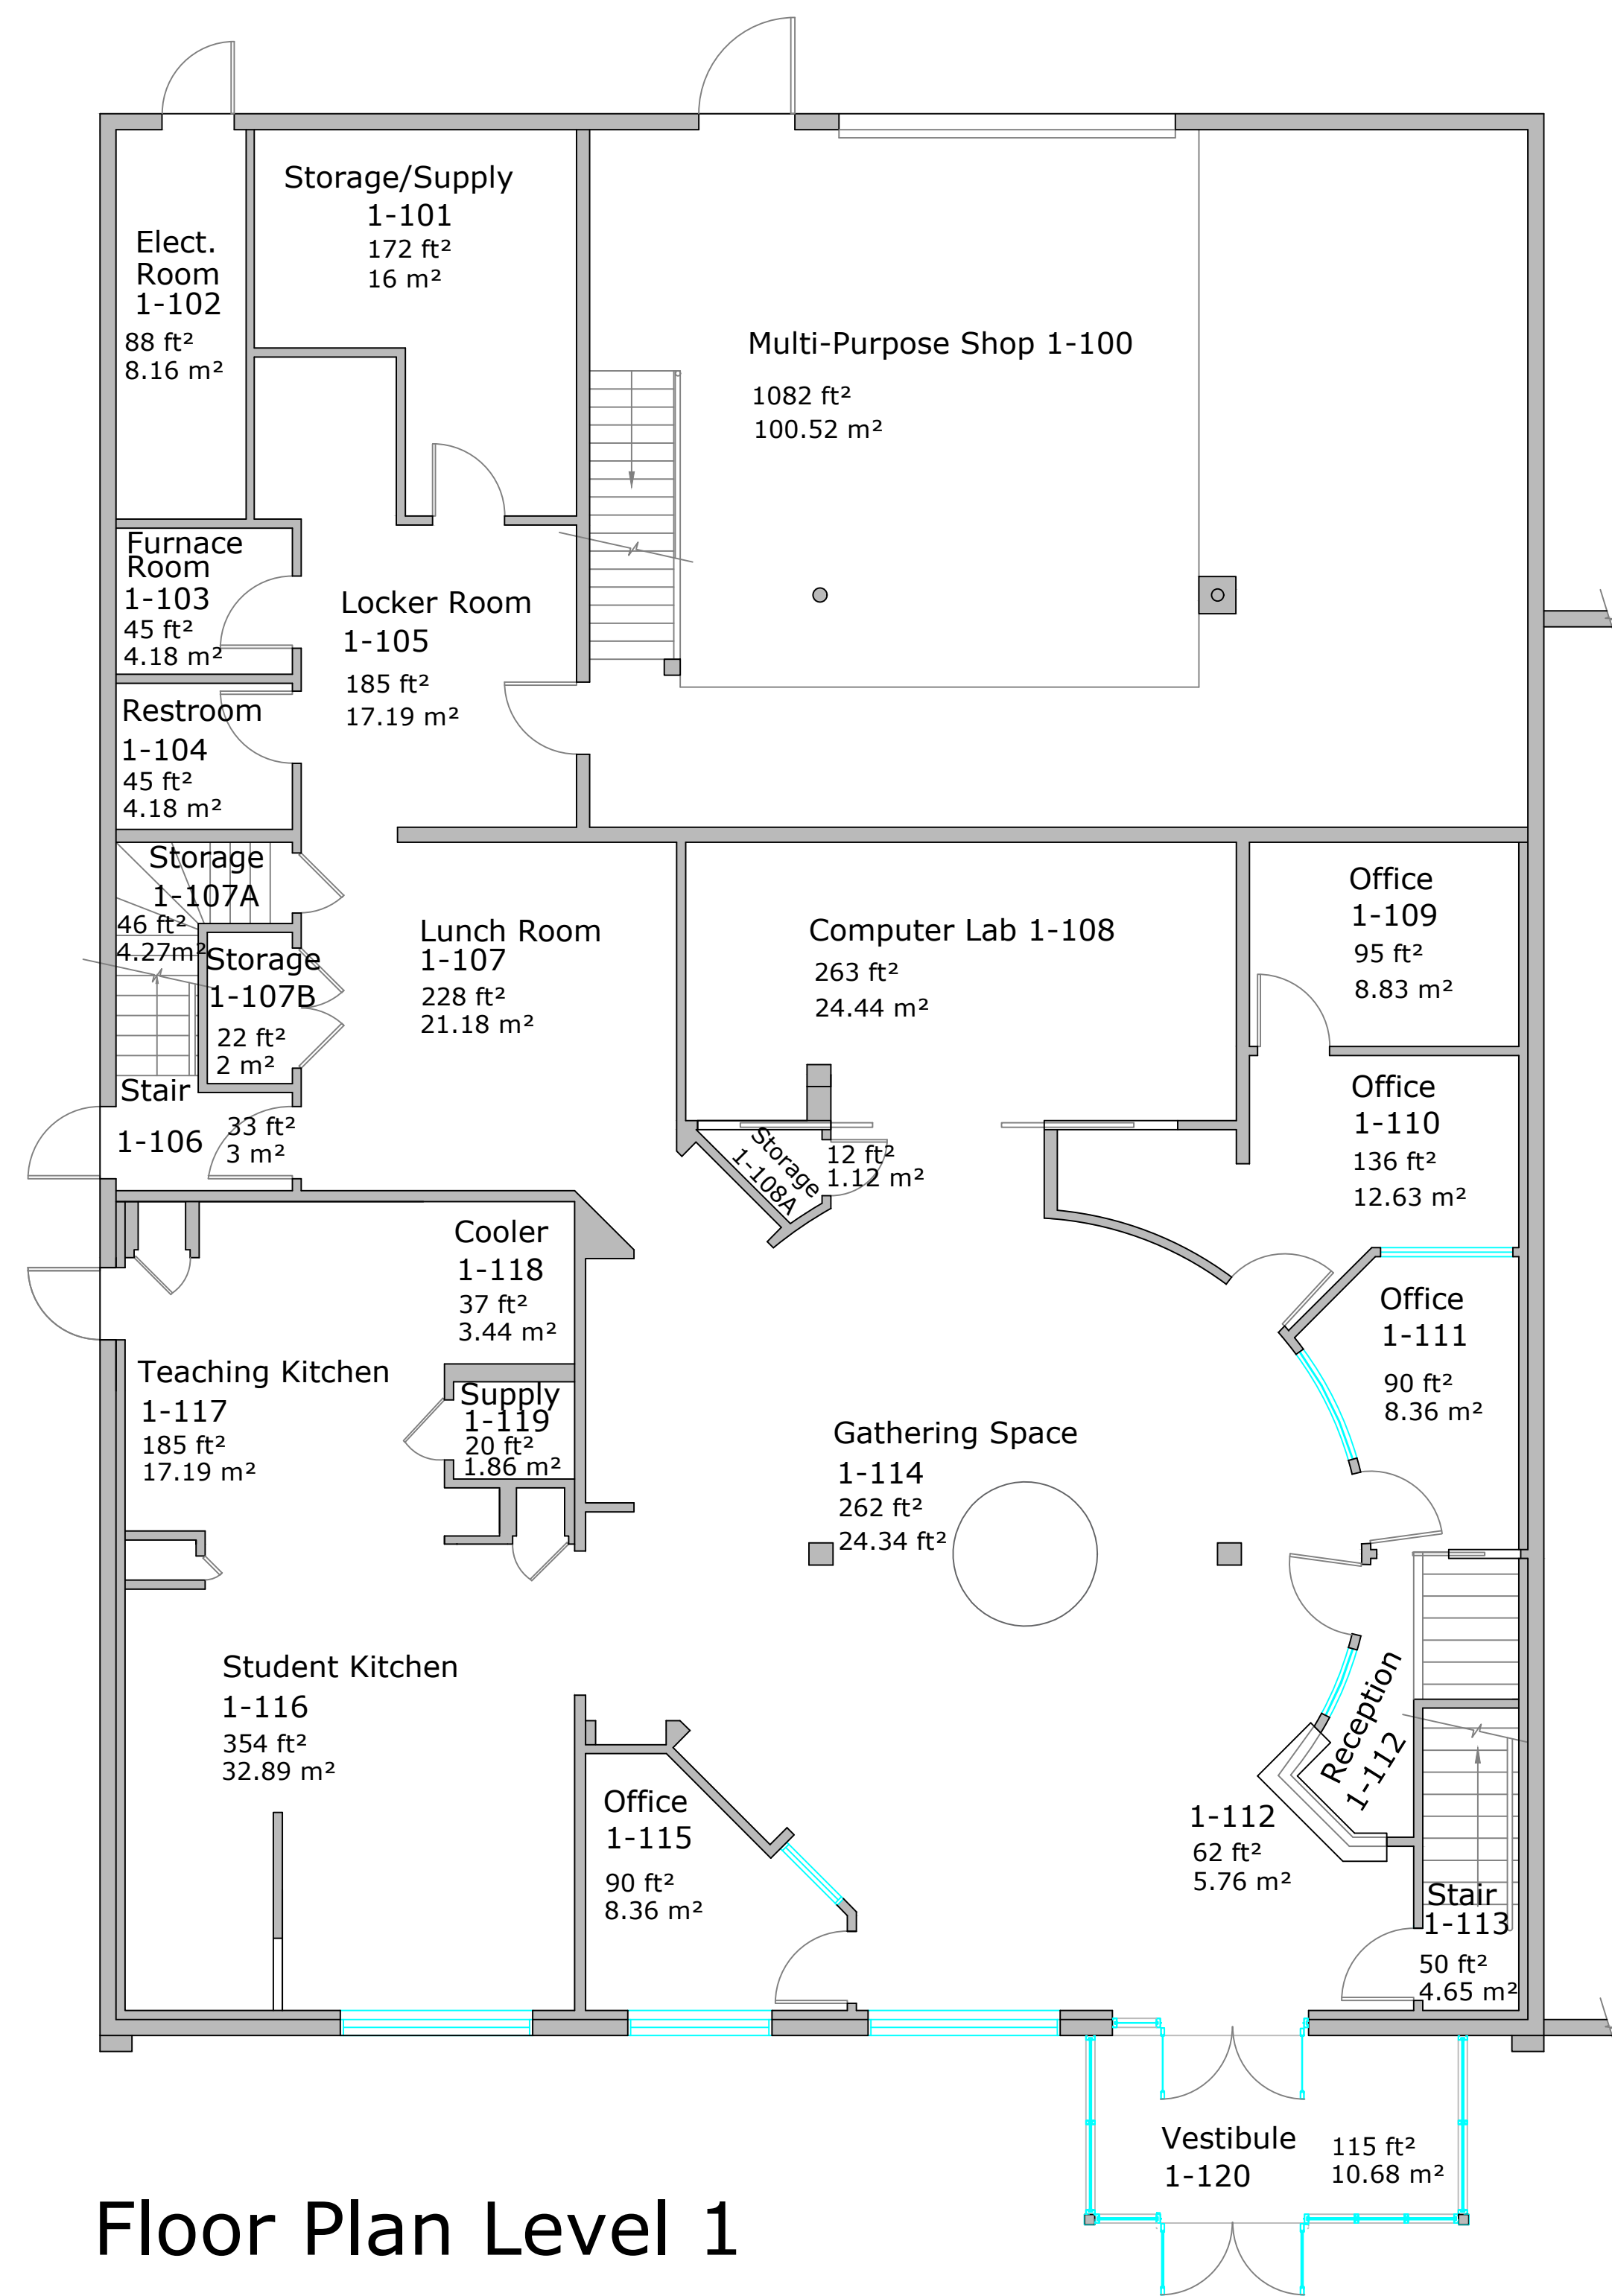 Storage/Supply
1-101
172 ft²
16 m²
Elect.
Room
1-102
88 ft²
8.16 m²
Multi-Purpose Shop 1-100
1082 ft²
100.52 m²
Furnace
Room
1-103
45 ft²
4.18 m²
Locker Room
1-105
185 ft²
17.19 m²
Restroom
1-104
45 ft²
4.18 m²
Storage
1-107A
46 ft²
4.27m²
Storage
1-107B
22 ft²
2 m²
Lunch Room
1-107
228 ft²
21.18 m²
Computer Lab 1-108
263 ft²
24.44 m²
Office
1-109
95 ft²
8.83 m²
Stair
1-106
33 ft²
3 m²
Storage
1-108A
12 ft²
1.12 m²
Office
1-110
136 ft²
12.63 m²
Cooler
1-118
37 ft²
3.44 m²
Office
1-111
90 ft²
8.36 m²
Teaching Kitchen
1-117
185 ft²
17.19 m²
Supply
1-119
20 ft²
1.86 m²
Gathering Space
1-114
262 ft²
24.34 ft²
Student Kitchen
1-116
354 ft²
32.89 m²
Reception
1-112
Office
1-115
90 ft²
8.36 m²
1-112
62 ft²
5.76 m²
Stair
1-113
50 ft²
4.65 m²
Vestibule
1-120
115 ft²
10.68 m²
Floor Plan Level 1